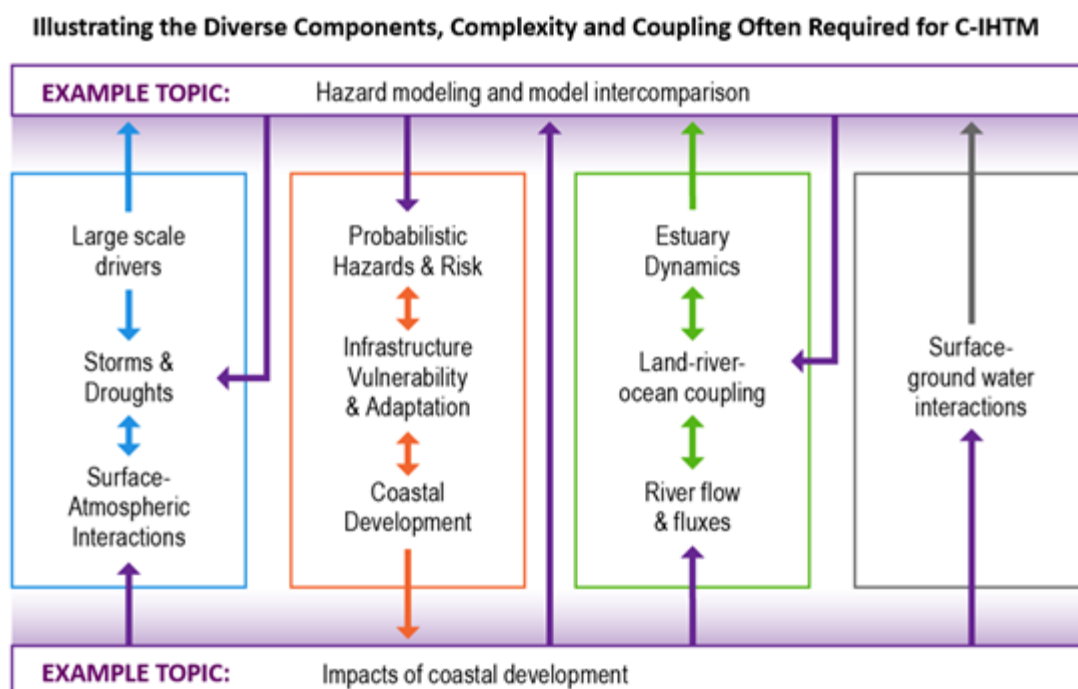 Illustrating the Diverse Components, Complexity and Coupling Often Required for C-IHTM
EXAMPLE TOPIC: Hazard modeling and model intercomparison
Large scale
drivers
Storms &
Droughts
Surface-
Atmospheric
Interactions
Probabilistic
Hazards & Risk
Infrastructure
Vulnerability
& Adaptation
Coastal
Development
Estuary
Dynamics
Land-river-
ocean coupling
River flow
& fluxes
Surface-
ground water
interactions
EXAMPLE TOPIC: Impacts of coastal development